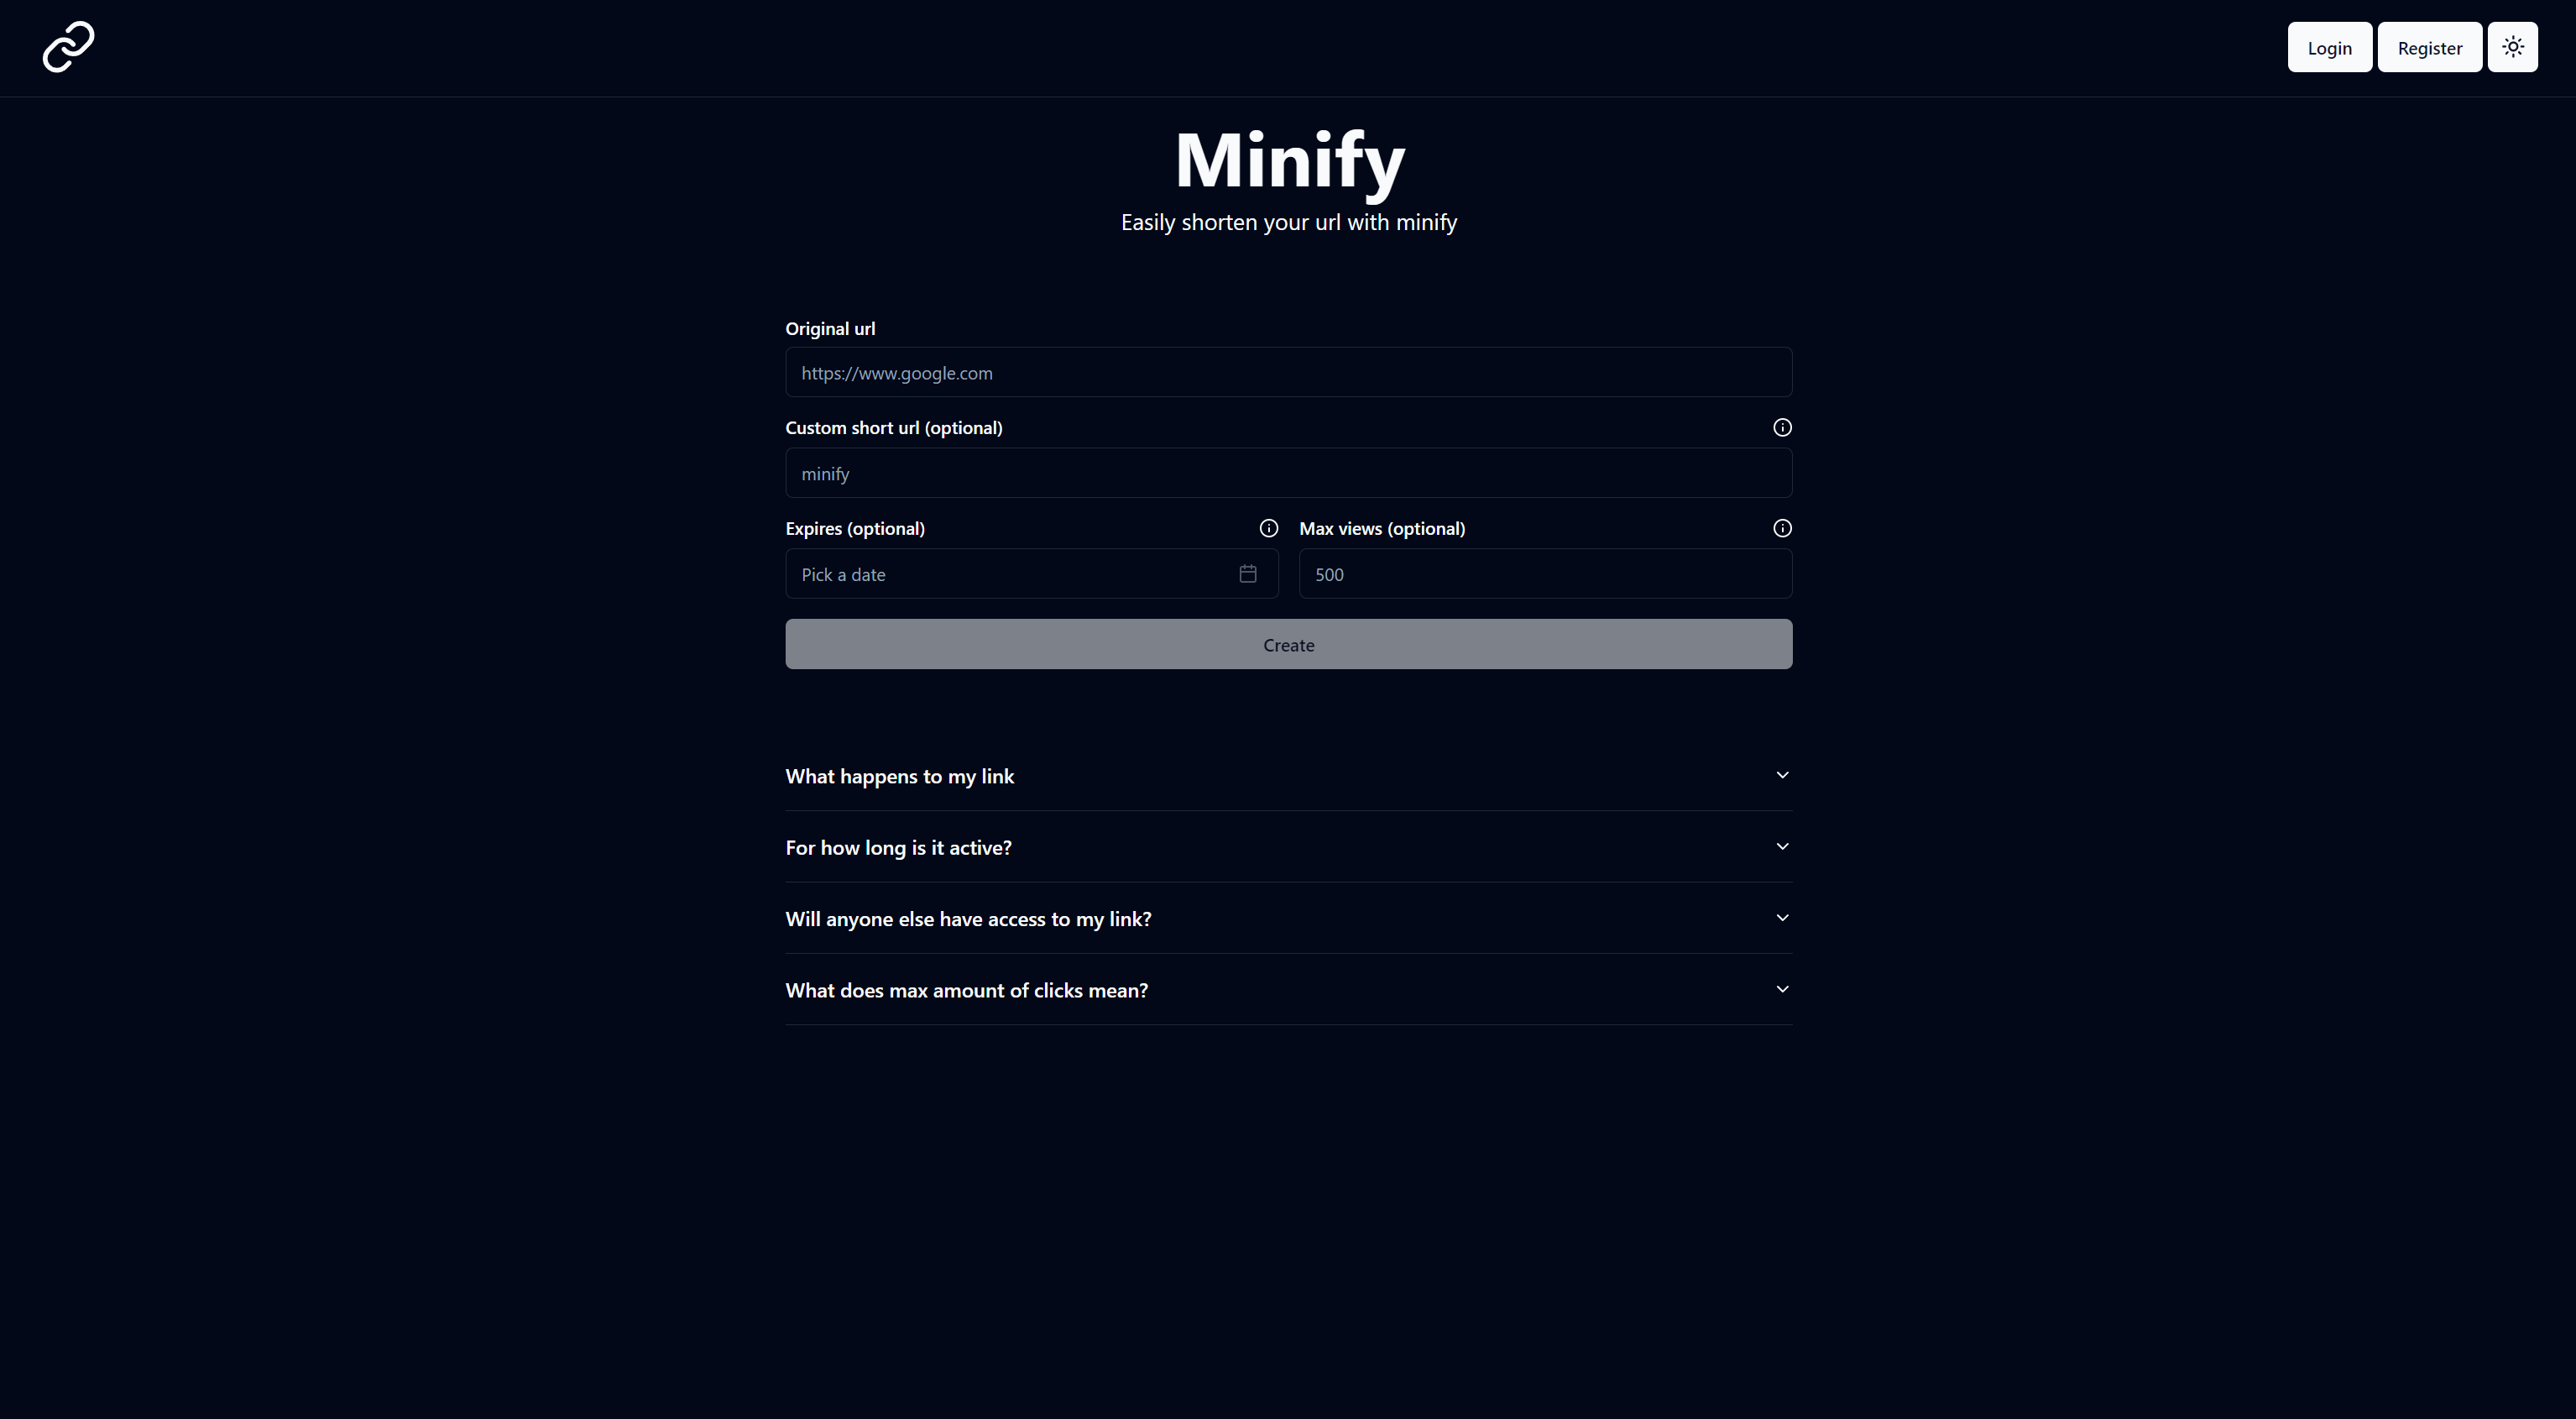 Login Register
Minify
Easily shorten your url with minify
Original url
https://www.google.com
Custom short url (optional)
minify
Expires (optional) Max views (optional)
Pick a date 500
Create
What happens to my link
For how long is it active?
Will anyone else have access to my link?
What does max amount of clicks mean?